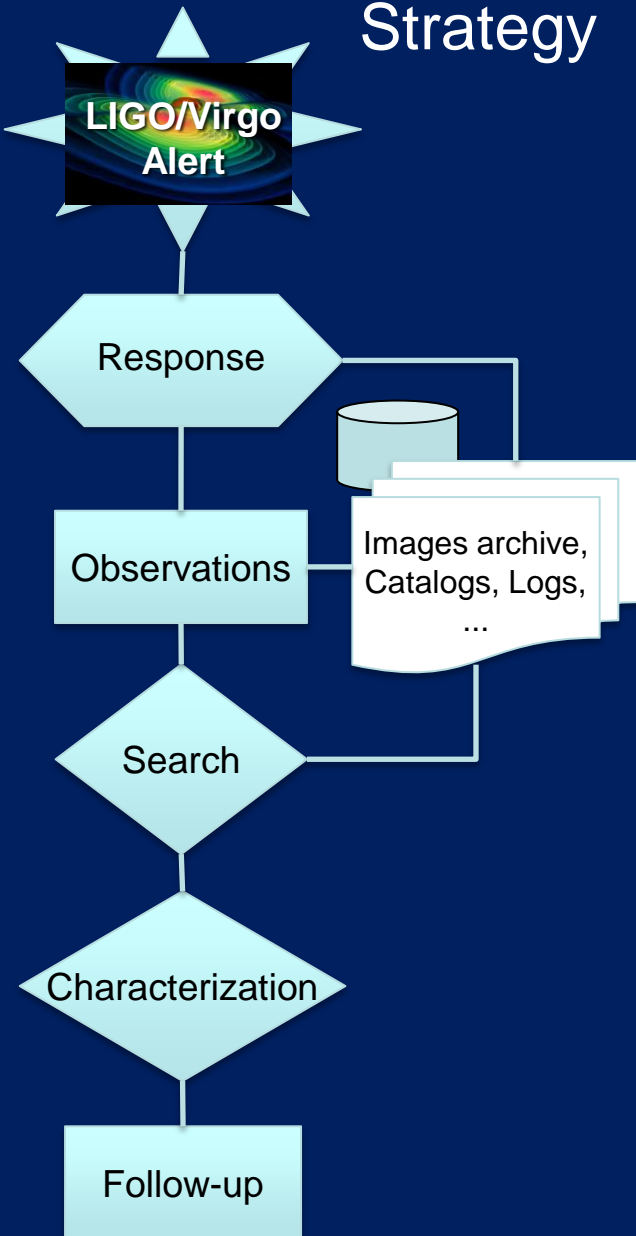 Strategy
LIGO/Virgo
Alert
Response
Observations
Images archive,
Catalogs, Logs,
...
Search
Characterization
Follow-up